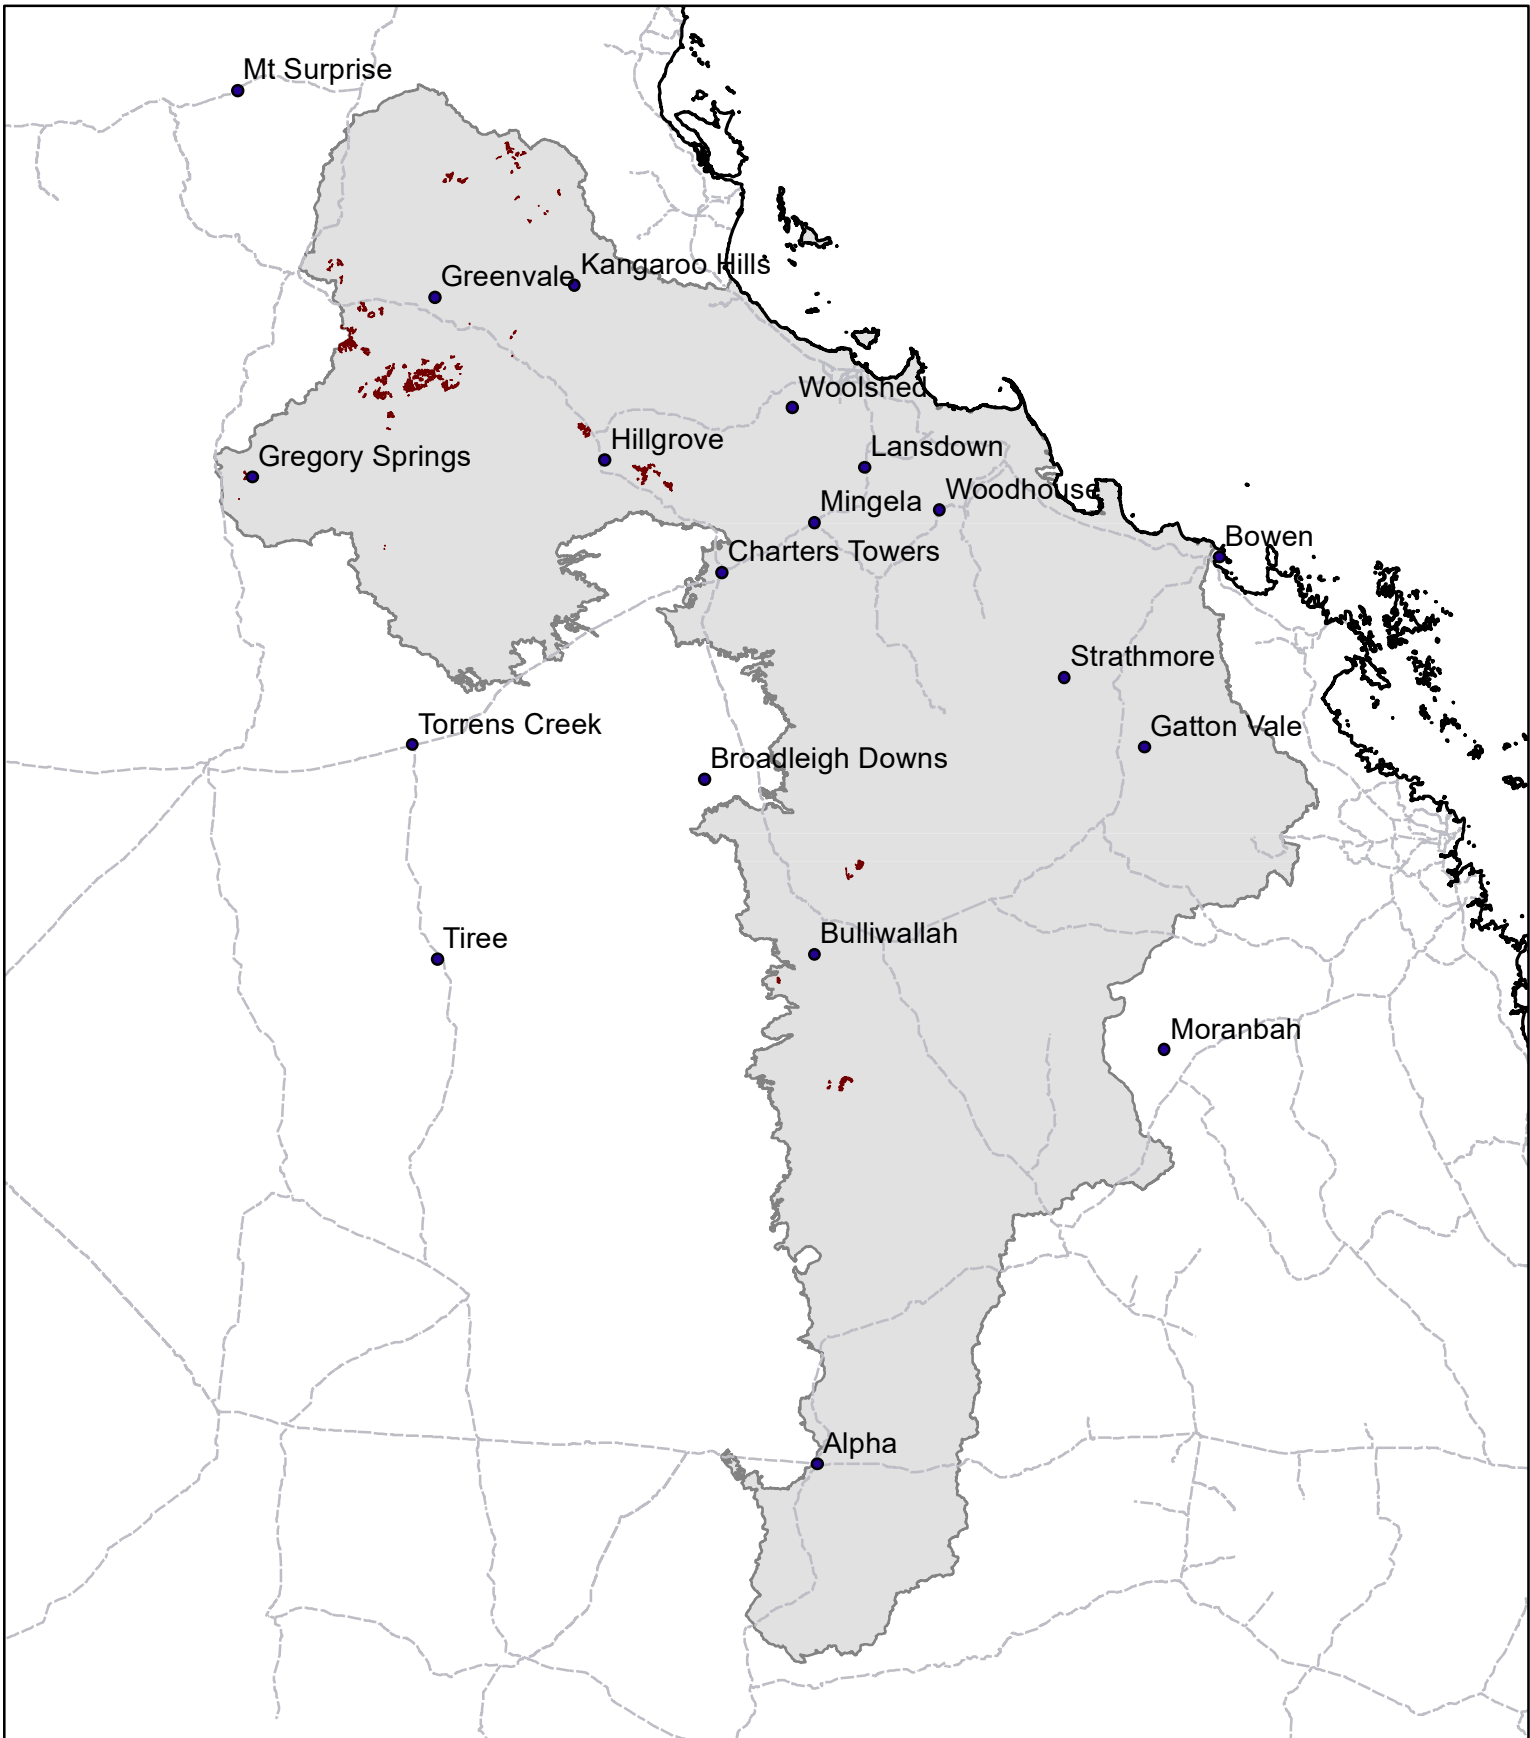 Mt Surprise
Kangaroo Hills
Greenvale
Woolshed
Hillgrove
Lansdown
Gregory Springs
Woodhouse
Mingela
Bowen
Charters Towers
Strathmore
Torrens Creek
Gatton Vale
Broadleigh Downs
Bulliwallah
Tiree
Moranbah
Alpha